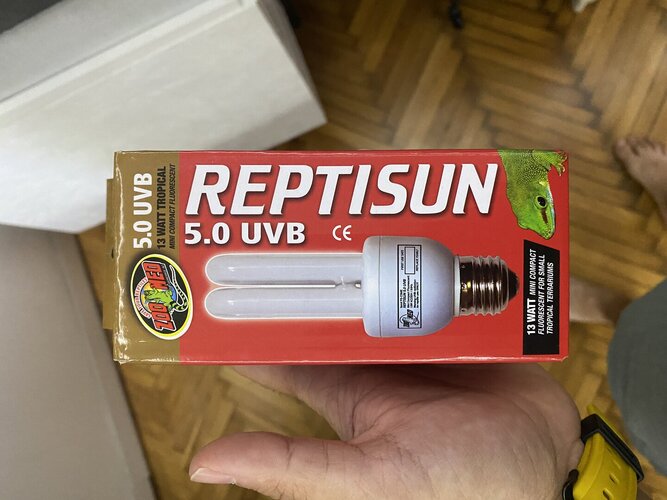 5.0 UVB
13 WATT TROPICAL
MINI COMPACT FLUORESCENT
ZOO MED
REPTISUN
5.0 UVB CE
13 WATT MINI COMPACT
FLUORESCENT FOR SMALL
TROPICAL TERRARIUMS